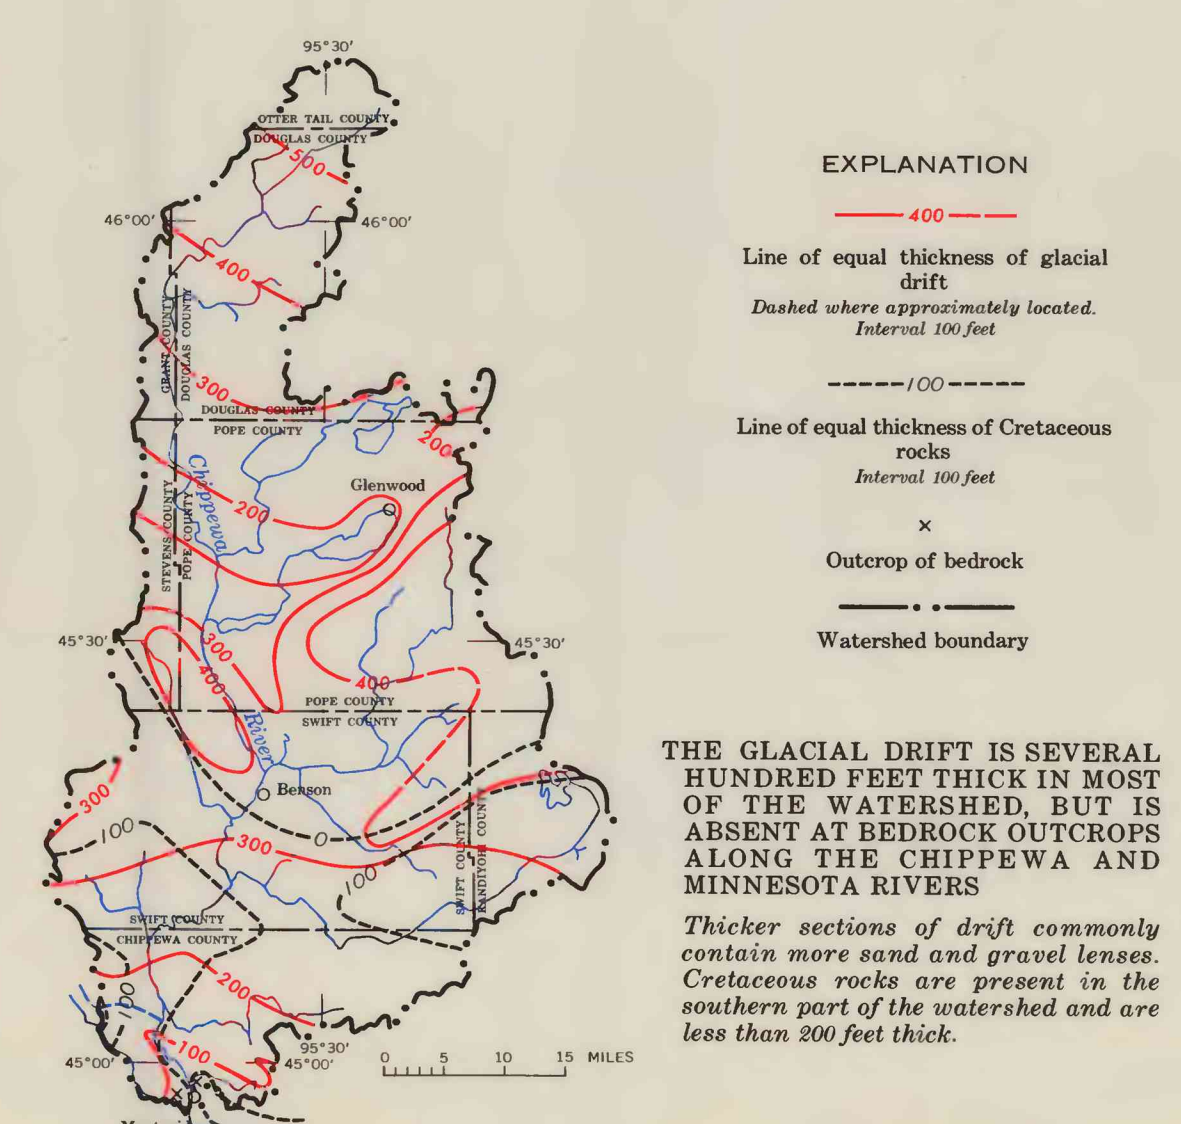 95°30'
OTTER TAIL COUNTY
DOUGLAS COUNTY
500
46°00'
46°00'
400
GRANT COUNTY
DOUGLAS COUNTY
300
DOUGLAS COUNTY
POPE COUNTY
200
Chippewa
Glenwood
200
STEVENS COUNTY
POPE COUNTY
45°30'
300
45°30'
400
400
POPE COUNTY
SWIFT COUNTY
River
Benson
300
100
0
300
100
SWIFT COUNTY
KANDIYOHI COUNTY
SWIFT COUNTY
CHIPPEWA COUNTY
200
100
100
45°00'
95°30'
45°00'
0 5 10 15 MILES
EXPLANATION
400
Line of equal thickness of glacial
drift
Dashed where approximately located.
Interval 100 feet
100
Line of equal thickness of Cretaceous
rocks
Interval 100 feet
x
Outcrop of bedrock
Watershed boundary
THE GLACIAL DRIFT IS SEVERAL
HUNDRED FEET THICK IN MOST
OF THE WATERSHED, BUT IS
ABSENT AT BEDROCK OUTCROPS
ALONG THE CHIPPEWA AND
MINNESOTA RIVERS
Thicker sections of drift commonly
contain more sand and gravel lenses.
Cretaceous rocks are present in the
southern part of the watershed and are
less than 200 feet thick.